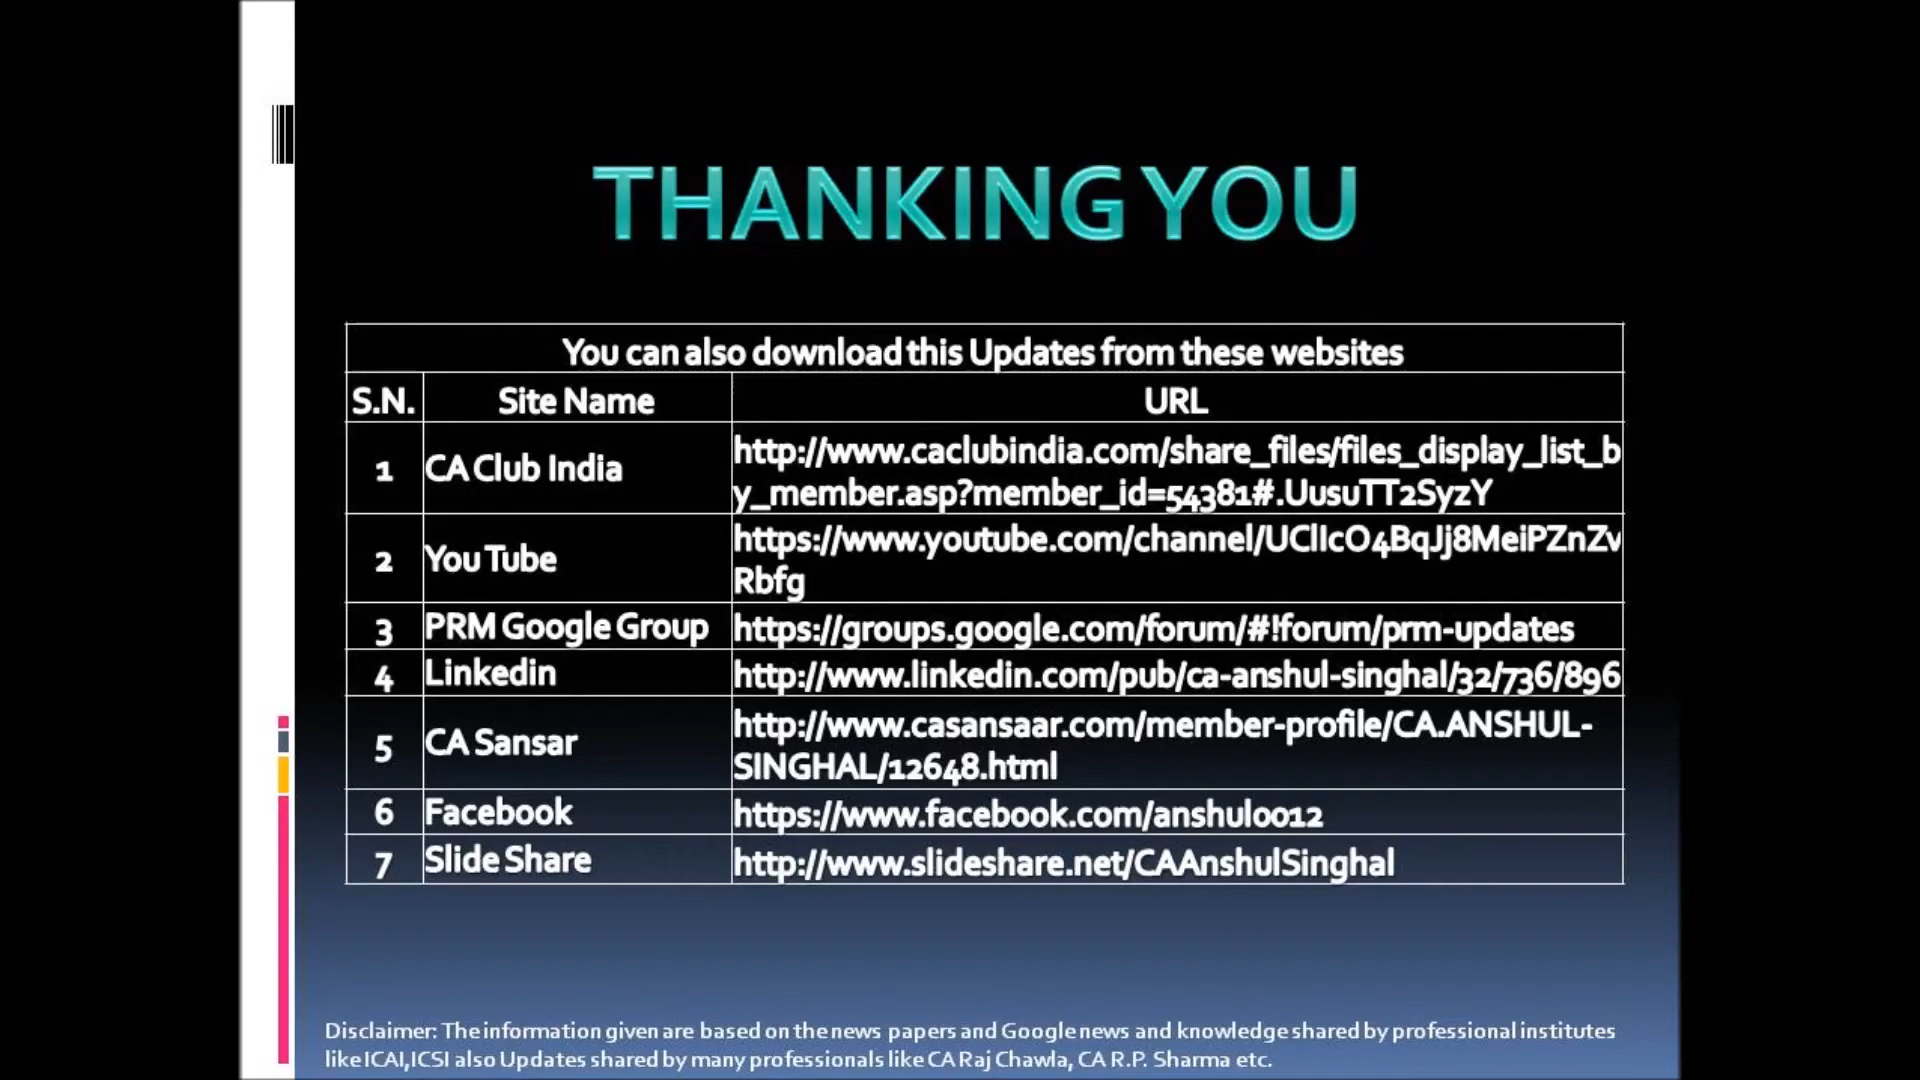 THANKING YOU
You can also download this Updates from these websites
S.N. Site Name URL
1 CA Club India http://www.caclubindia.com/share_files/files_display_list_b
y_member.asp?member_id=54381#.UusuTT2SyzY
2 You Tube https://www.youtube.com/channel/UClIcO4BqJj8MeiPZnZv
Rbfg
3 PRM Google Group https://groups.google.com/forum/#!forum/prm-updates
4 Linkedin http://www.linkedin.com/pub/ca-anshul-singhal/32/736/896
5 CA Sansar http://www.casansaar.com/member-profile/CA.ANSHUL-
SINGHAL/12648.html
6 Facebook https://www.facebook.com/anshul0012
7 Slide Share http://www.slideshare.net/CAAnshulSinghal
Disclaimer: The information given are based on the news papers and Google news and knowledge shared by professional institutes
like ICAI,ICSI also Updates shared by many professionals like CA Raj Chawla, CA R.P. Sharma etc.